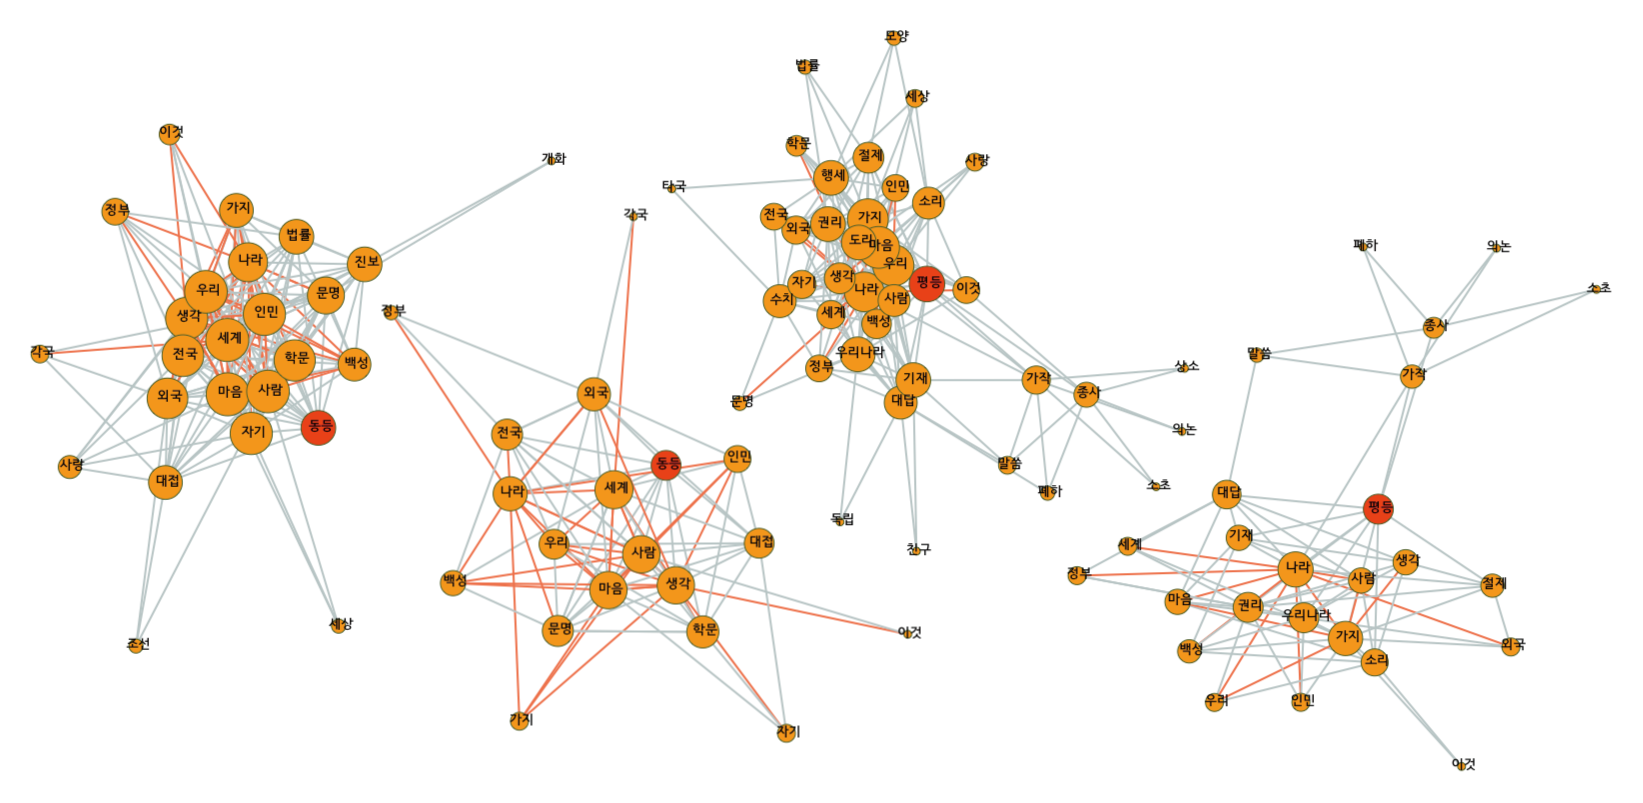 이것
개화
정부
가지
법률
나라
진보
우리
문명
생각
인민
세계
각국
전국
학문
백성
외국
마음
사람
자기
동등
사랑
대접
조선
세상
각국
정부
외국
전국
동등
인민
나라
세계
우리
사람
대접
백성
마음
생각
문명
학문
이것
가지
자기
모양
법률
세상
학문
절제
사랑
행세
인민
타국
소리
전국
외국
권리
가지
도리
마음
우리
생각
자기
나라
사람
평등
이것
수치
세계
백성
우리나라
정부
기재
대답
문명
가작
종사
상소
의논
말씀
폐하
소초
독립
친구
폐하
의논
소초
종사
말씀
가작
대답
평등
기재
세계
정부
나라
사람
생각
절제
마음
권리
우리나라
가지
백성
소리
외국
우리
인민
이것